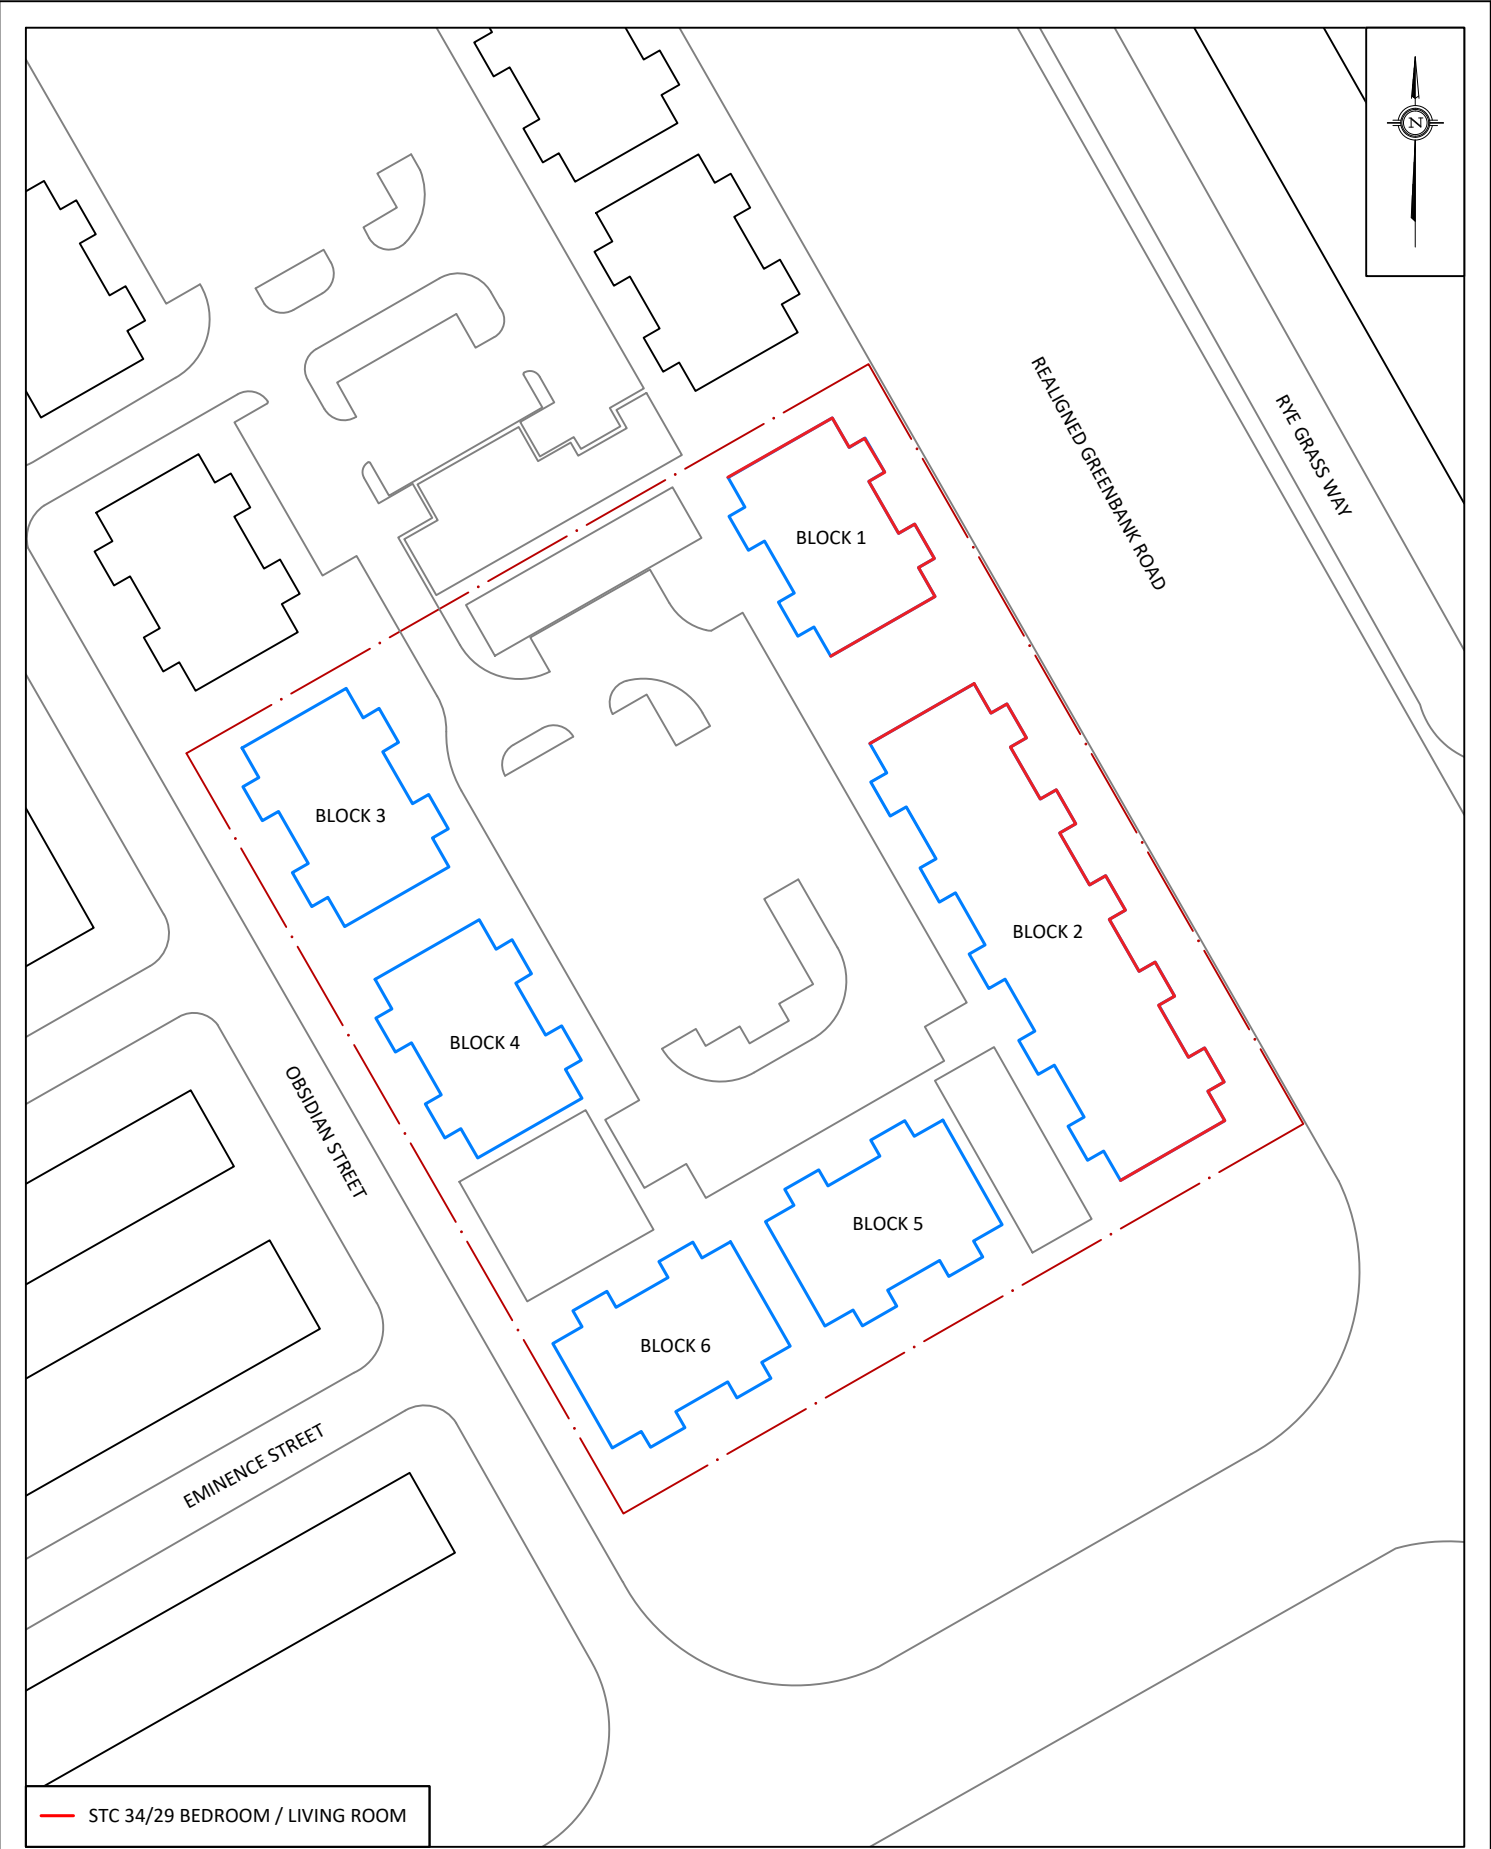 N
REALIGNED GREENBANK ROAD
RYE GRASS WAY
BLOCK 1
BLOCK 3
BLOCK 2
BLOCK 4
OBSIDIAN STREET
BLOCK 5
BLOCK 6
EMINENCE STREET
STC 34/29 BEDROOM / LIVING ROOM